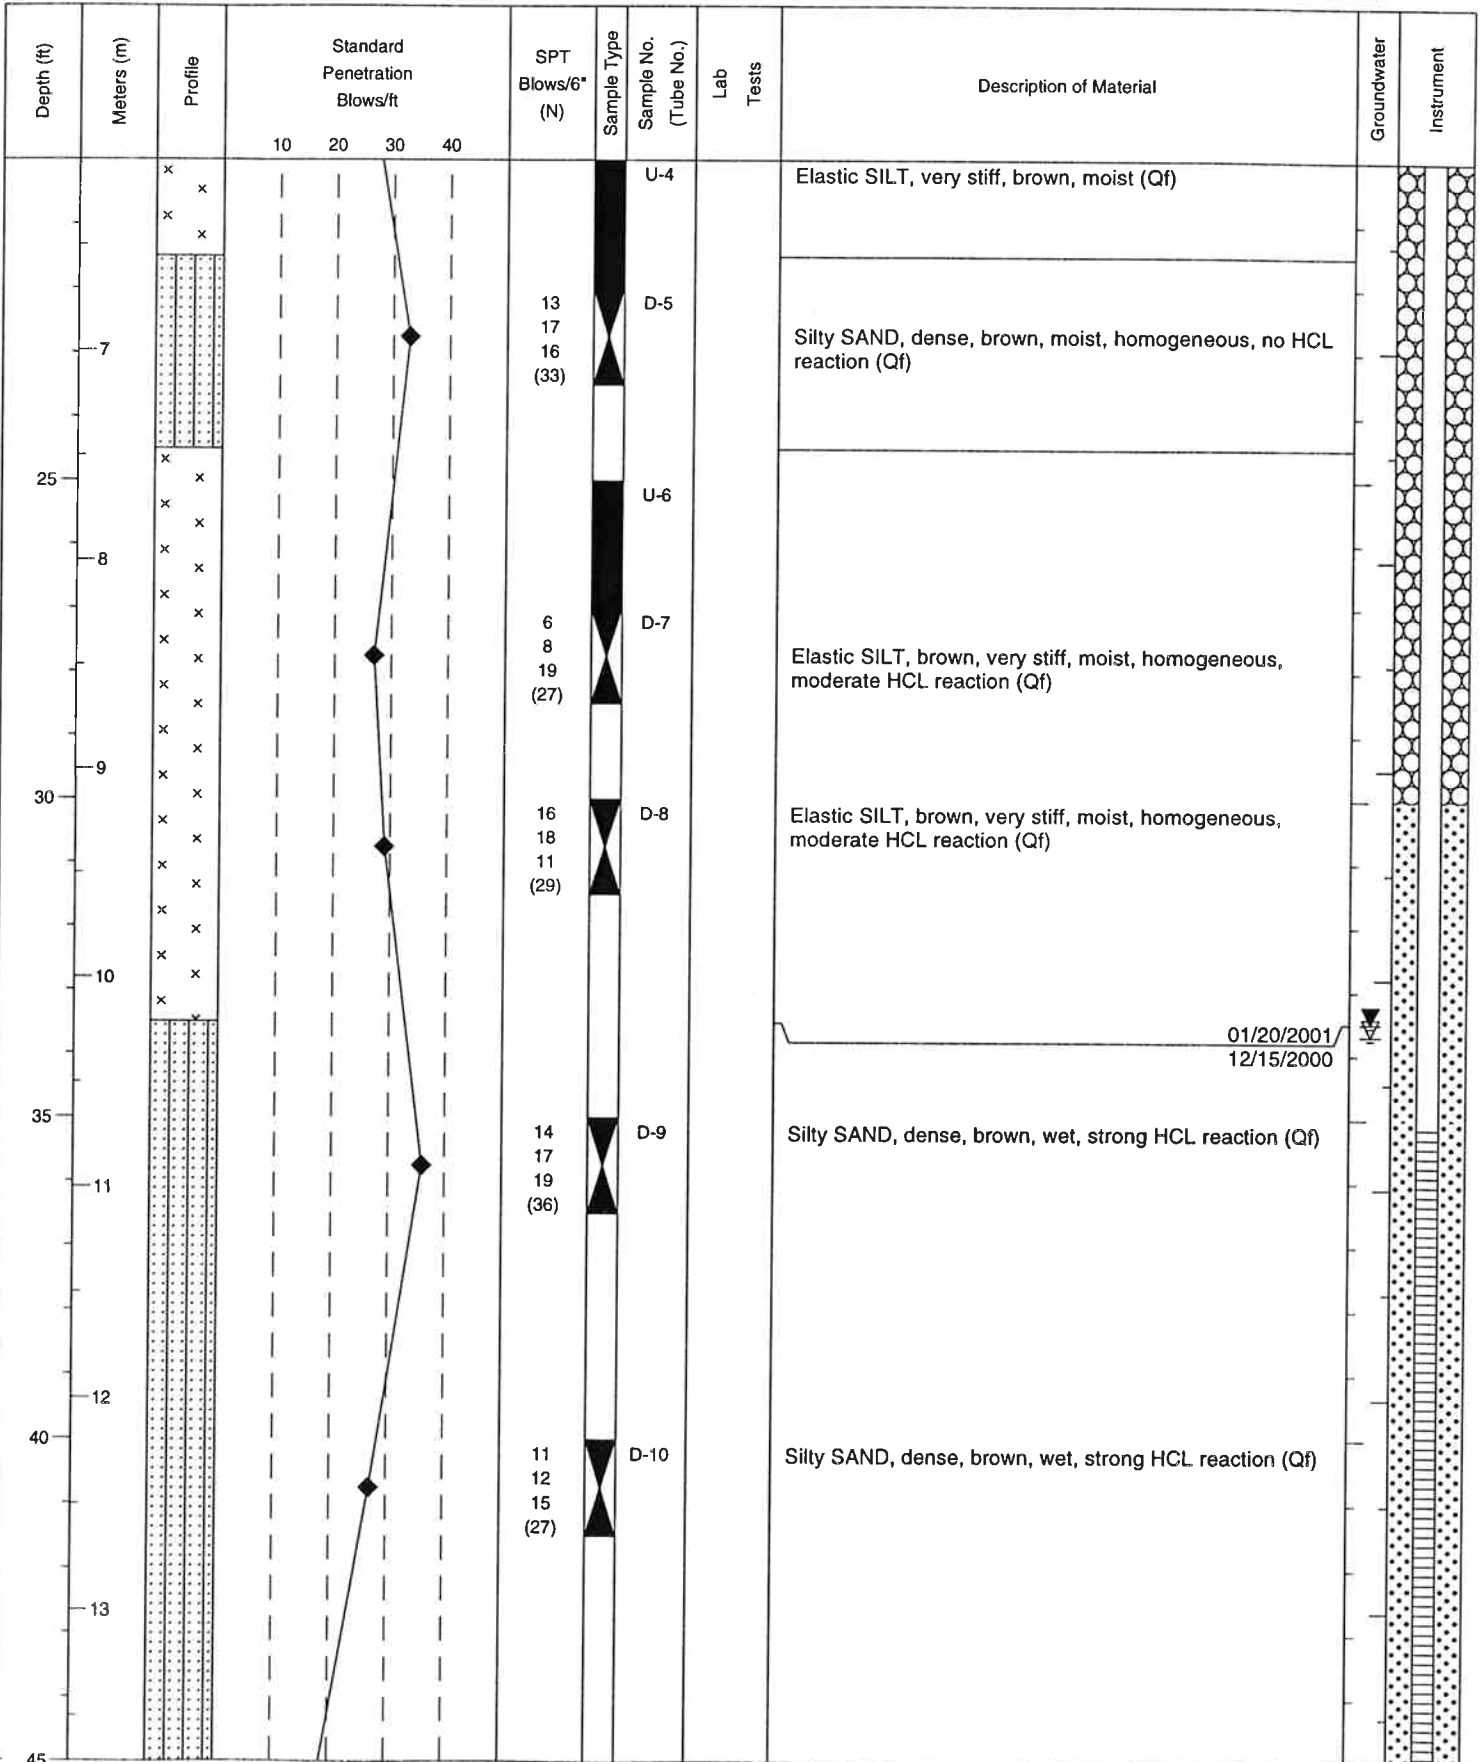 Depth (ft)
Meters (m)
Profile
Standard
Penetration
Blows/ft
10 20 30 40
SPT
Blows/6"
(N)
Sample Type
Sample No.
(Tube No.)
Lab
Tests
Description of Material
Groundwater
Instrument
U-4
Elastic SILT, very stiff, brown, moist (Qf)
13
17
16
(33)
D-5
7
Silty SAND, dense, brown, moist, homogeneous, no HCL
reaction (Qf)
25
U-6
8
6
8
19
(27)
D-7
Elastic SILT, brown, very stiff, moist, homogeneous,
moderate HCL reaction (Qf)
9
30
16
18
11
(29)
D-8
Elastic SILT, brown, very stiff, moist, homogeneous,
moderate HCL reaction (Qf)
10
01/20/2001
12/15/2000
35
14
17
19
(36)
D-9
Silty SAND, dense, brown, wet, strong HCL reaction (Qf)
11
12
40
11
12
15
(27)
D-10
Silty SAND, dense, brown, wet, strong HCL reaction (Qf)
13
45